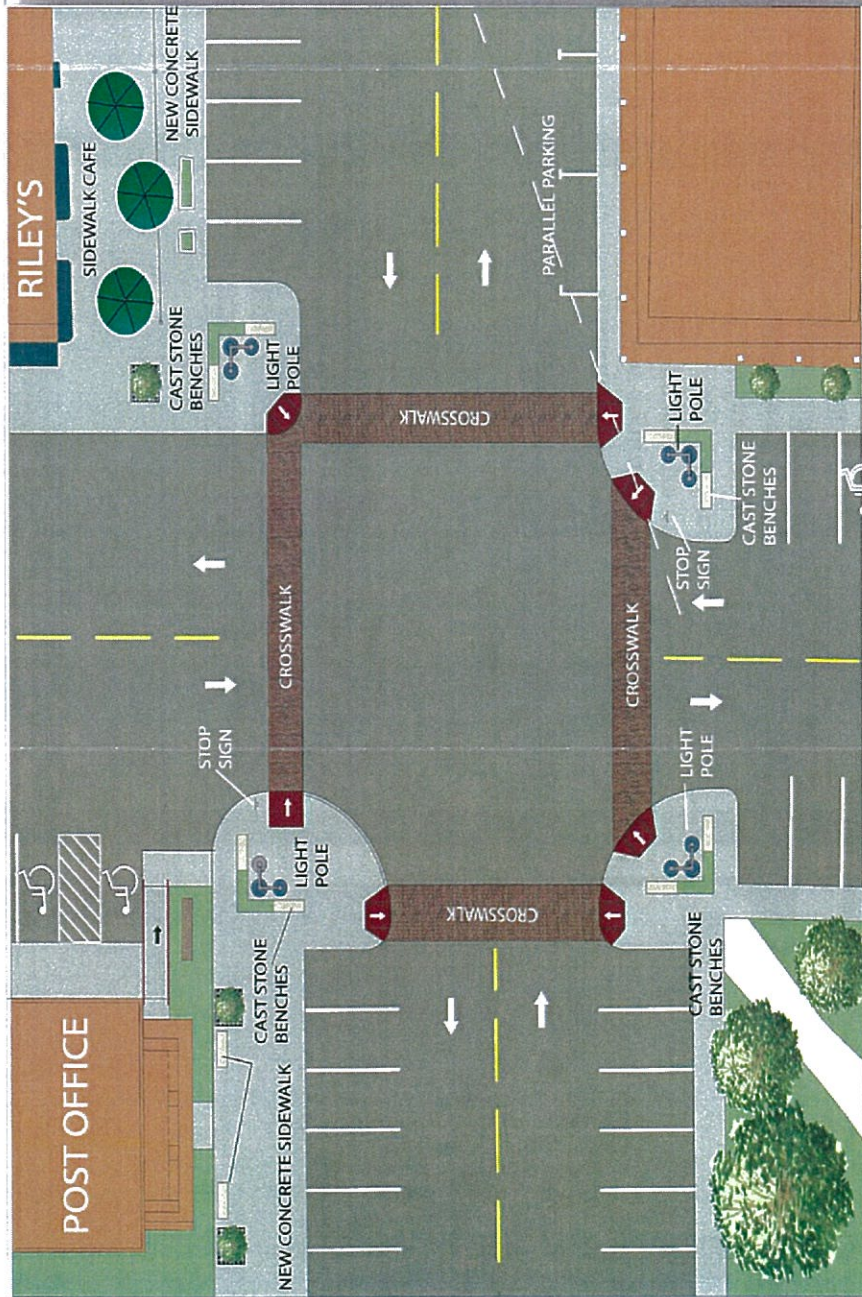 POST OFFICE
RILEY'S
SIDEWALK CAFE
NEW CONCRETE
SIDEWALK
CAST STONE
BENCHES
LIGHT
POLE
STOP
SIGN
LIGHT
POLE
CAST STONE
BENCHES
NEW CONCRETE SIDEWALK
CROSSWALK
CROSSWALK
CROSSWALK
CROSSWALK
PARALLEL PARKING
LIGHT
POLE
CAST STONE
BENCHES
STOP
SIGN
LIGHT
POLE
CAST STONE
BENCHES